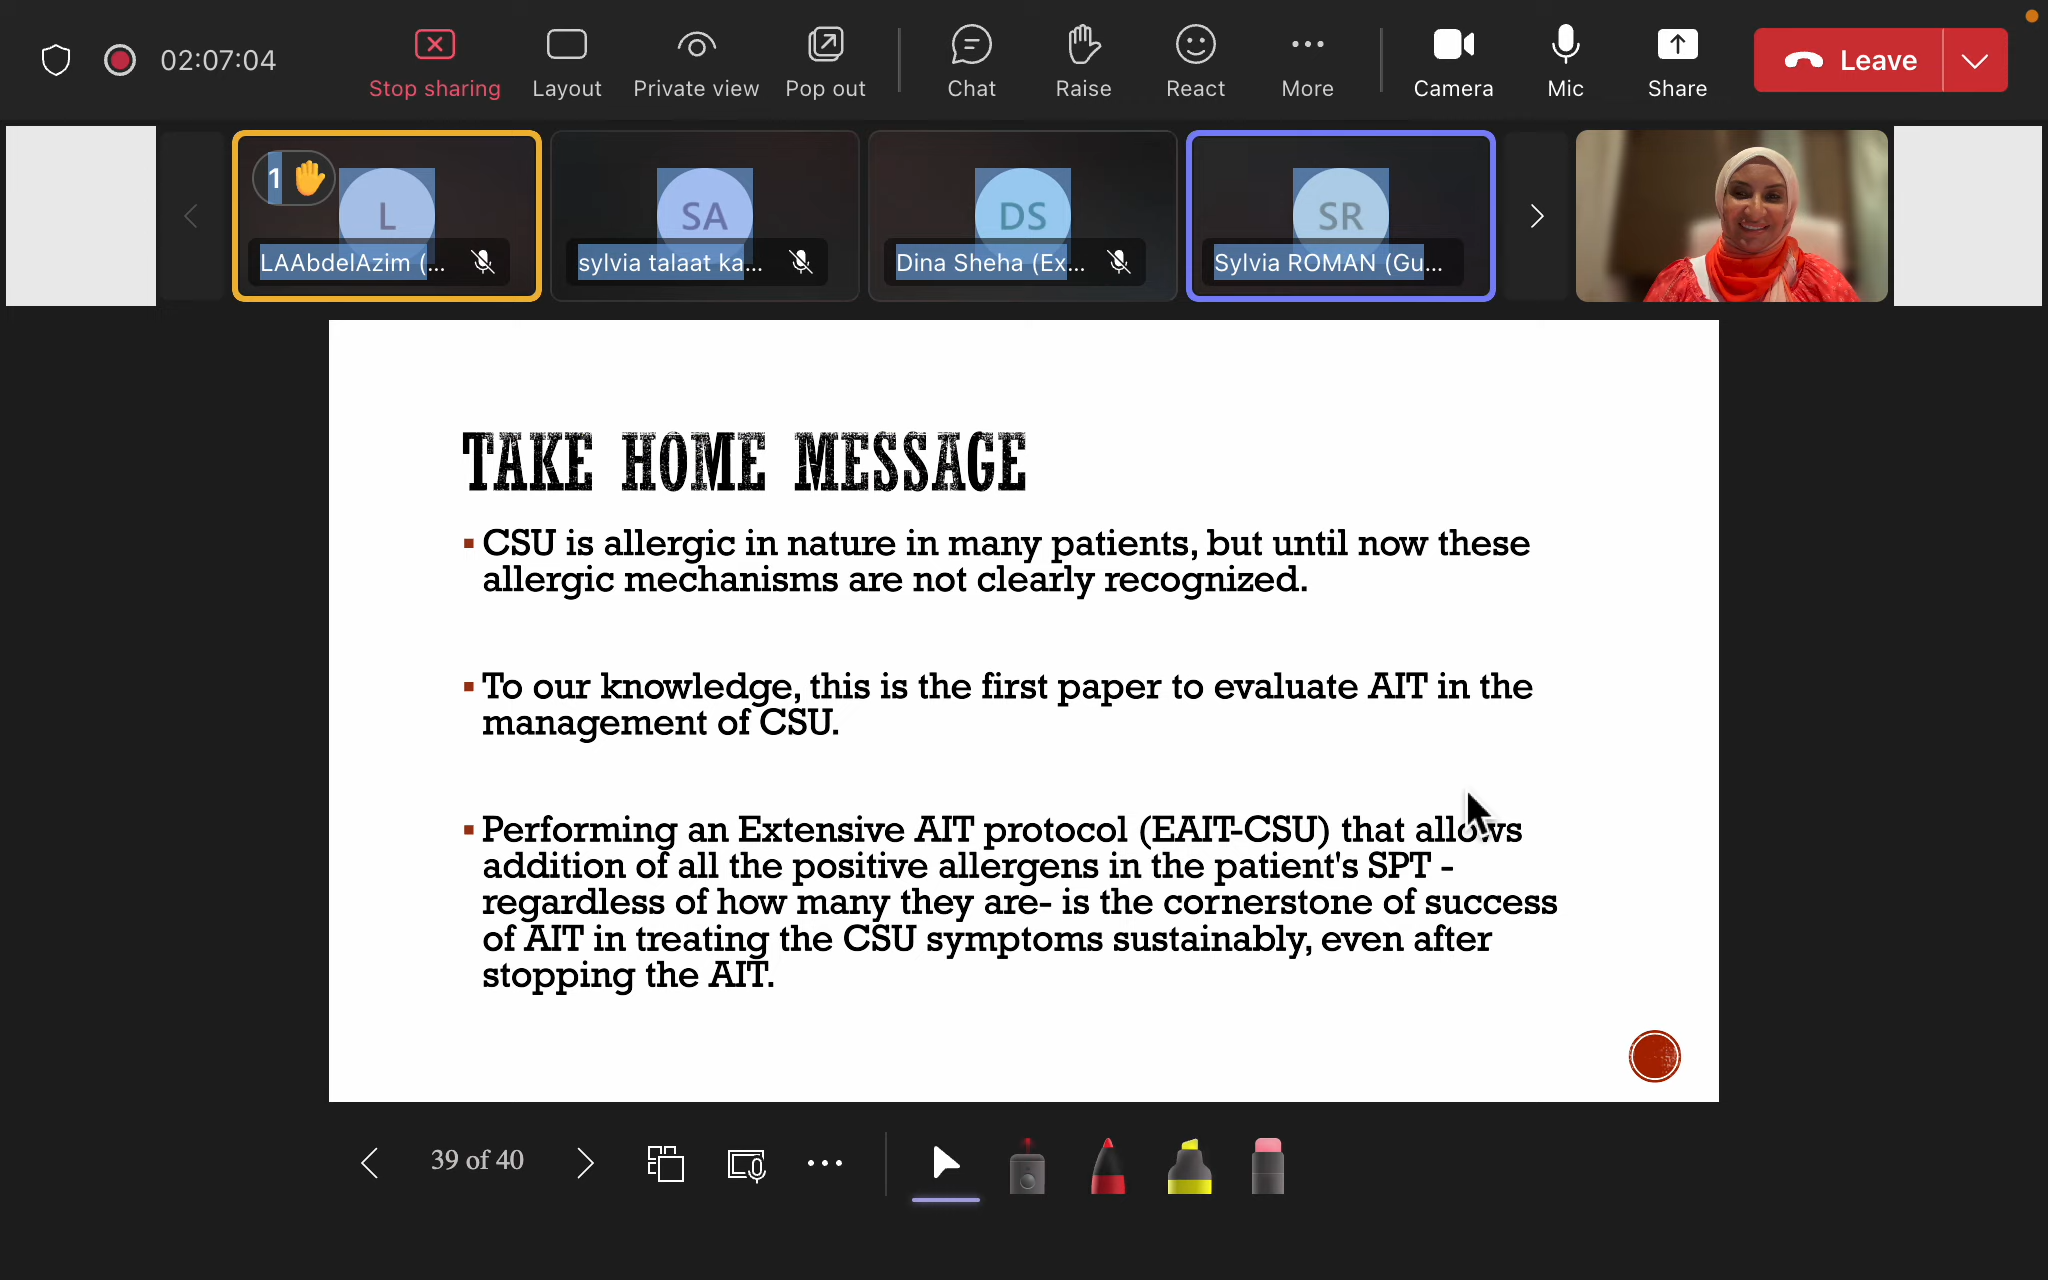 02:07:04
Stop sharing
Layout
Private view
Pop out
Chat
Raise
React
More
Camera
Mic
Share
Leave
1
L
LAAbdelAzim (...
SA
sylvia talaat ka...
DS
Dina Sheha (Ex...
SR
Sylvia ROMAN (Gu...
TAKE HOME MESSAGE
▪ CSU is allergic in nature in many patients, but until now these
allergic mechanisms are not clearly recognized.
▪ To our knowledge, this is the first paper to evaluate AIT in the
management of CSU.
▪ Performing an Extensive AIT protocol (EAIT-CSU) that allows
addition of all the positive allergens in the patient's SPT -
regardless of how many they are- is the cornerstone of success
of AIT in treating the CSU symptoms sustainably, even after
stopping the AIT.
39 of 40